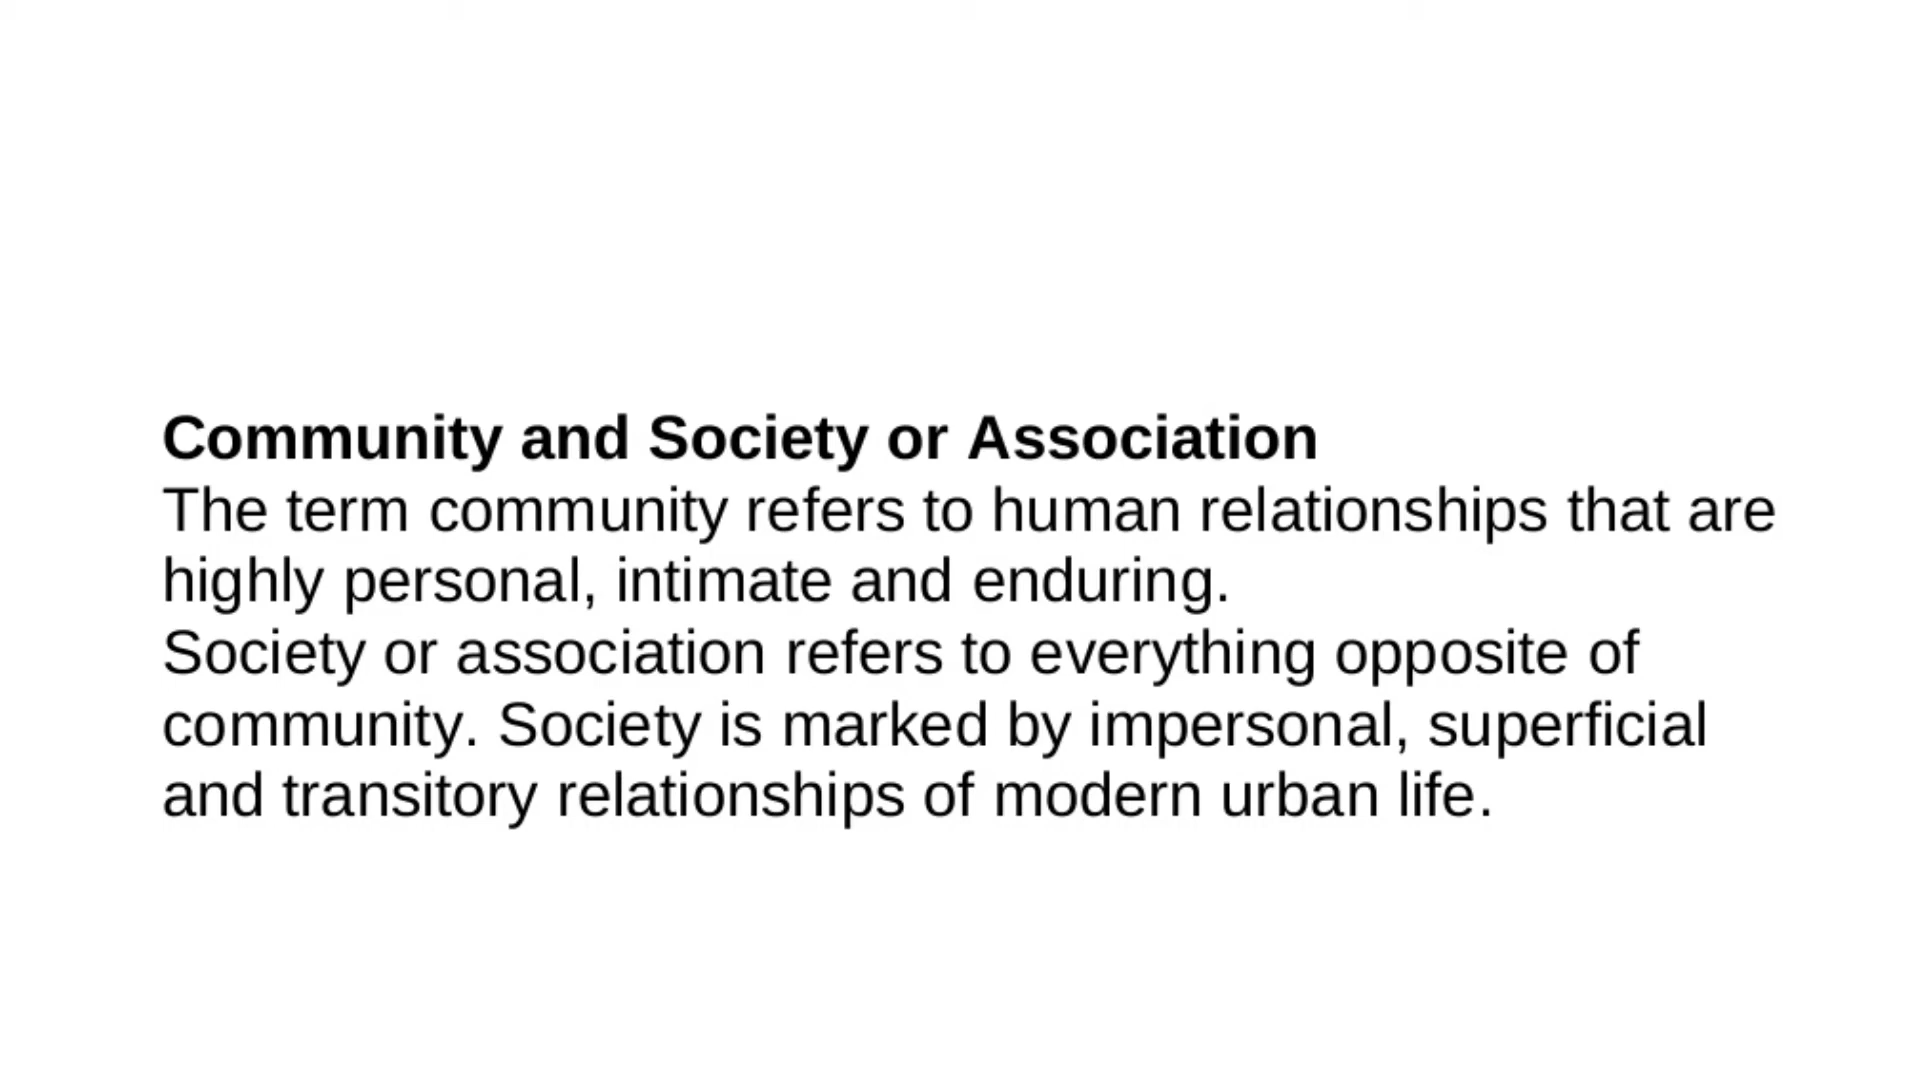 Community and Society or Association
The term community refers to human relationships that are
highly personal, intimate and enduring.
Society or association refers to everything opposite of
community. Society is marked by impersonal, superficial
and transitory relationships of modern urban life.